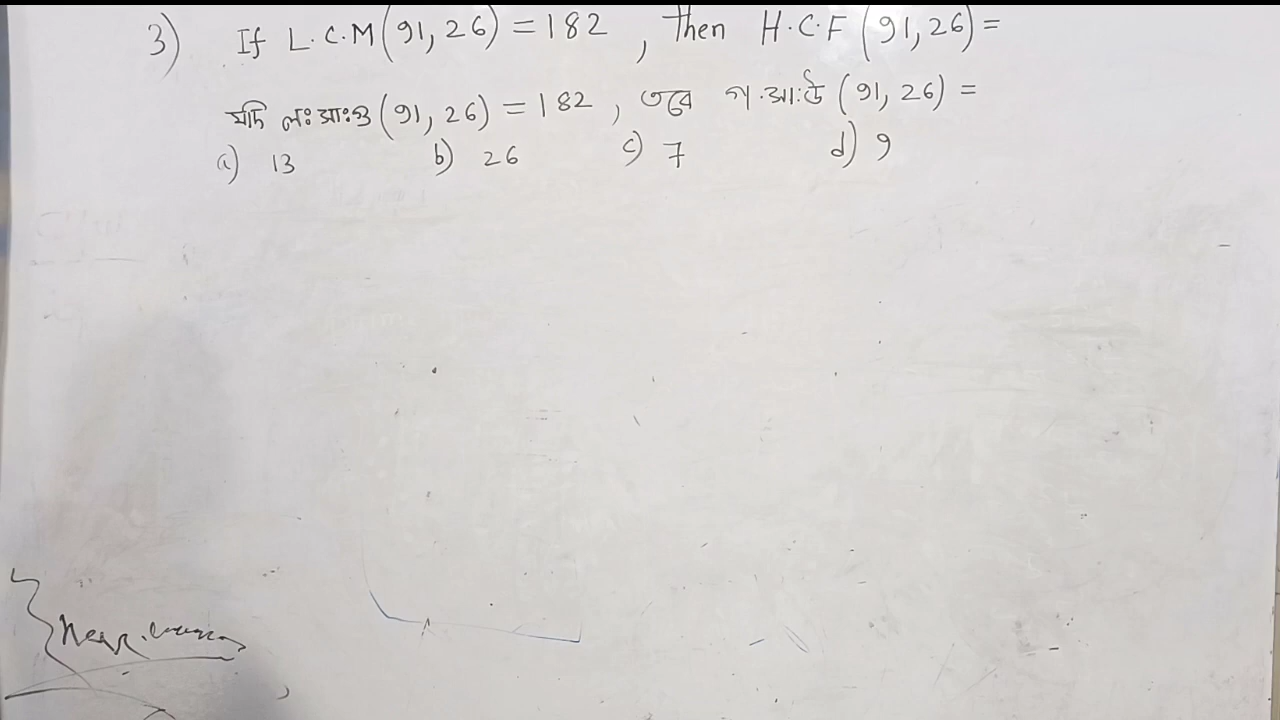 3) If L.C.M (91, 26) = 182 , Then H.C.F (91, 26) =
যদি লঃ সাঃগু (91, 26) = 182 , তবে গ.সা:উ (91, 26) =
a) 13 b) 26 c) 7 d) 9